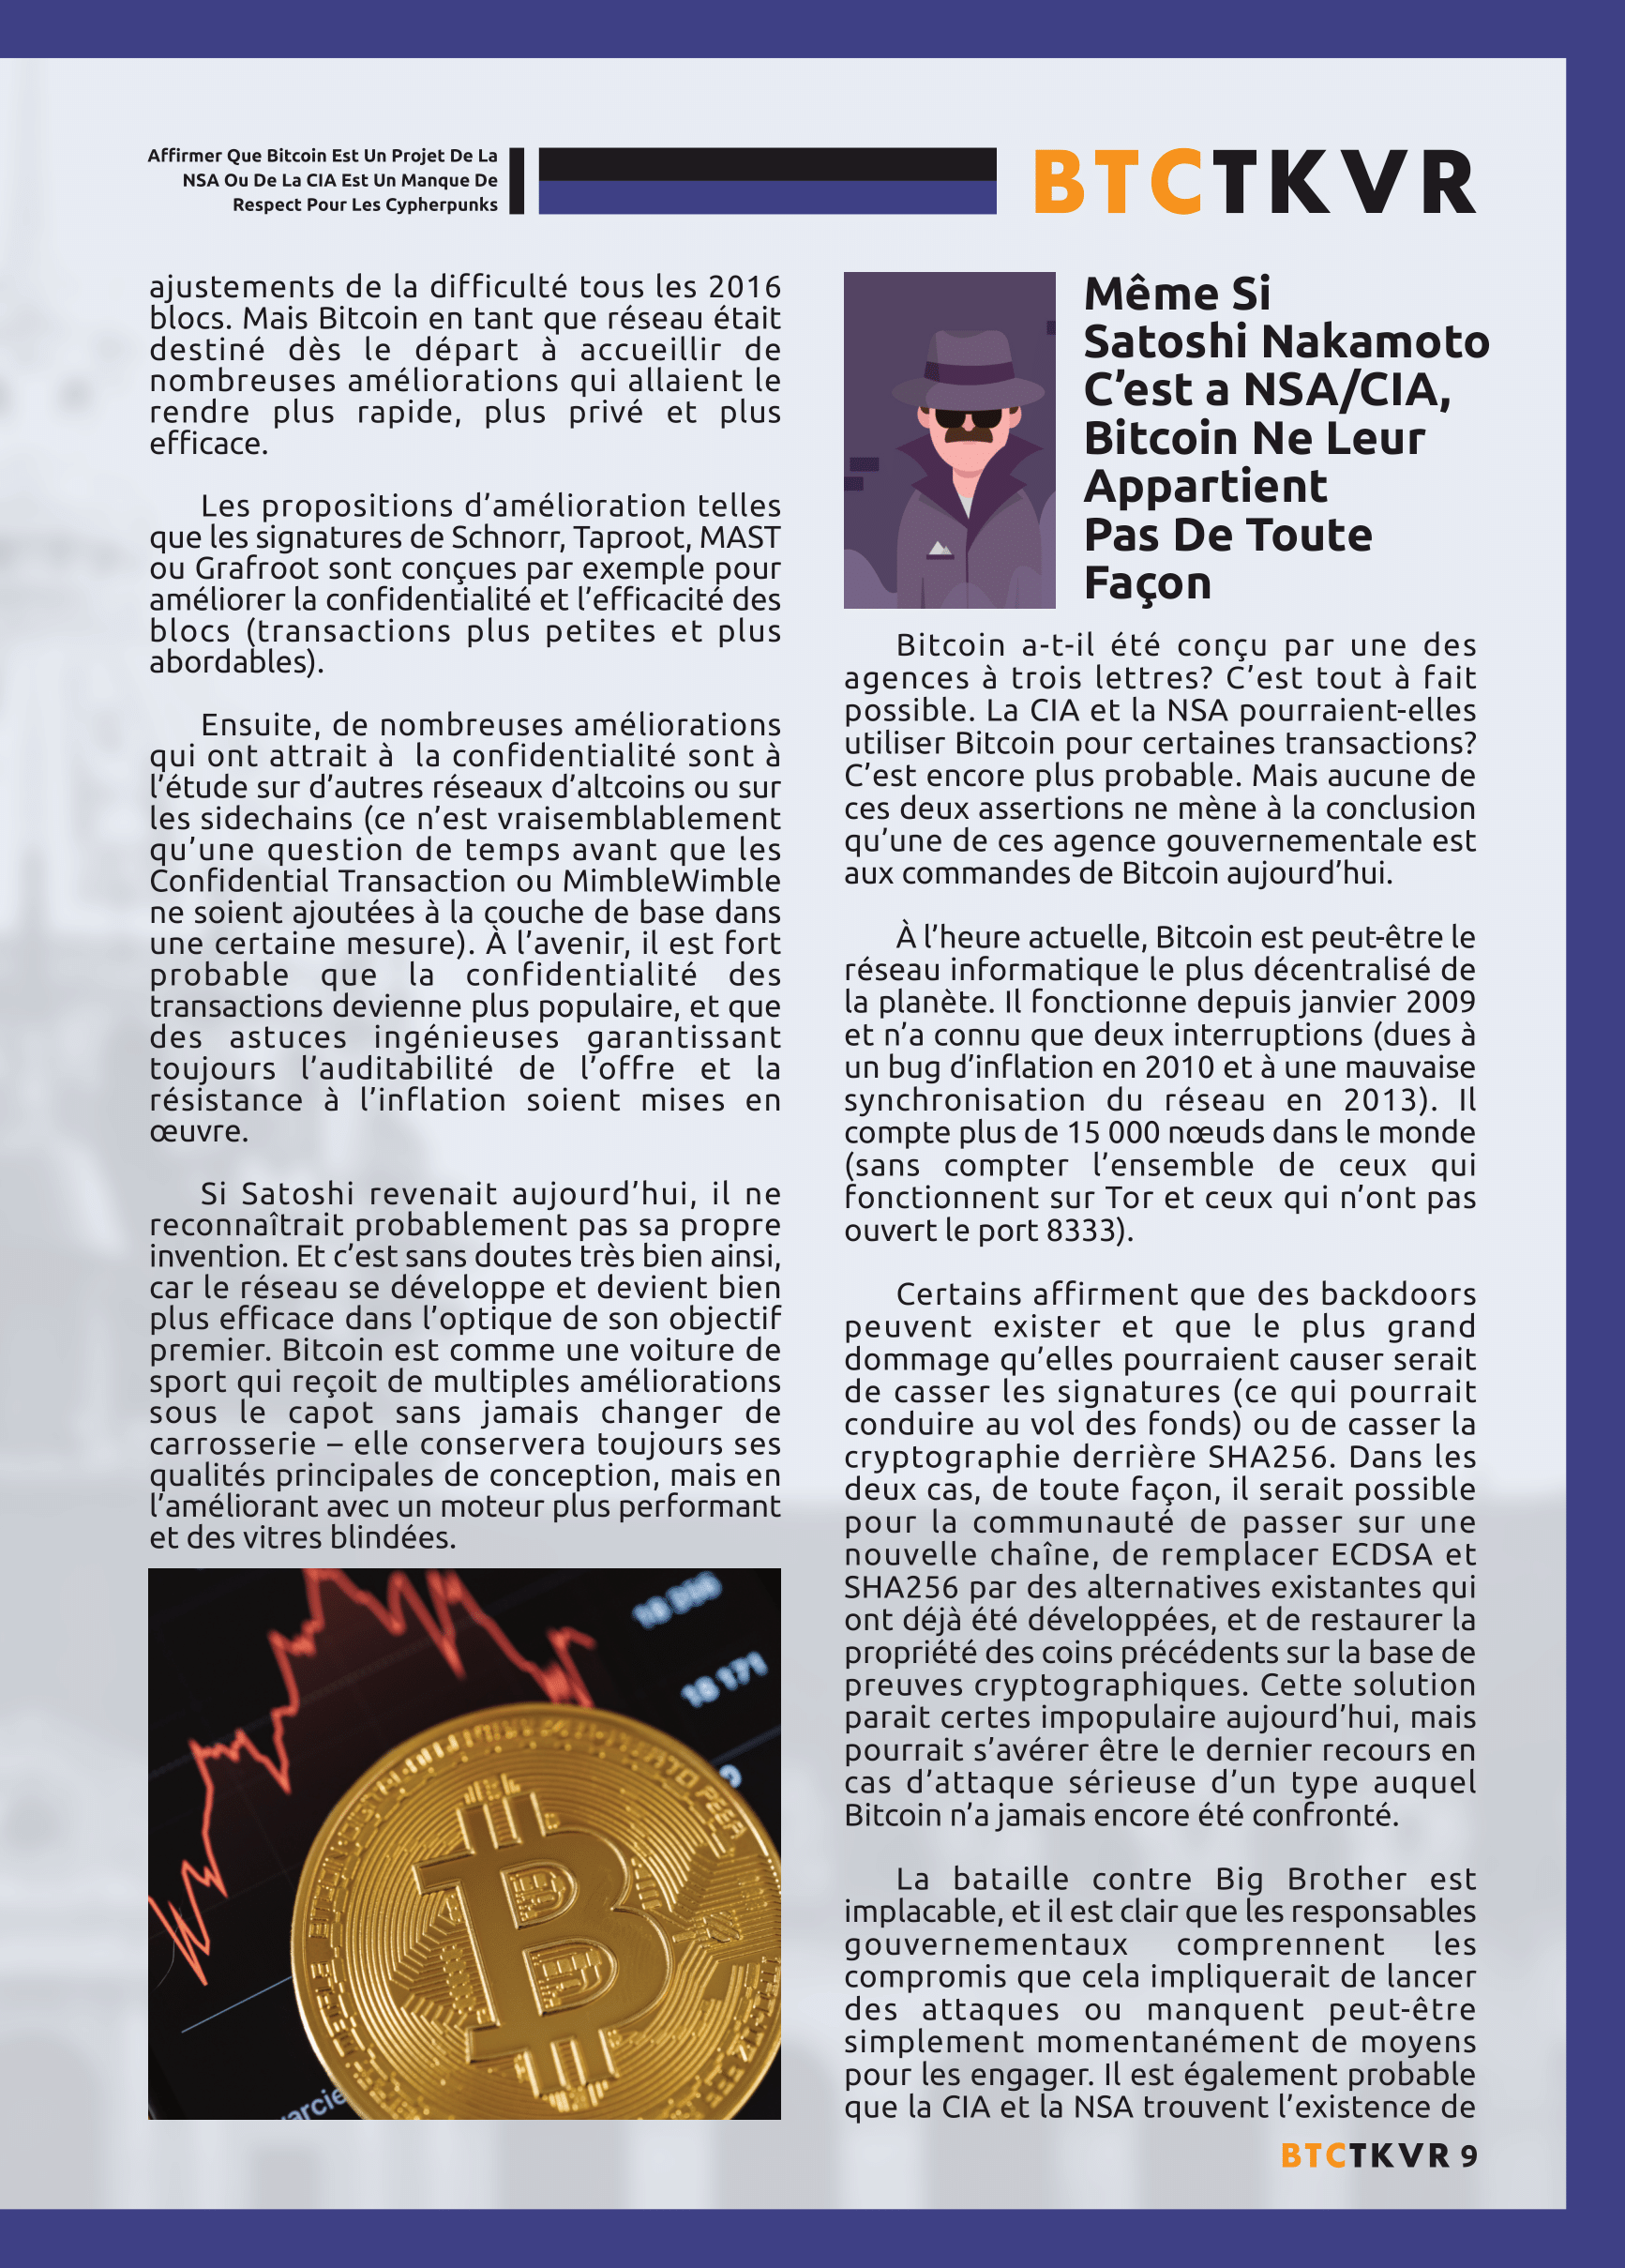 Affirmer Que Bitcoin Est Un Projet De La
NSA Ou De La CIA Est Un Manque De
Respect Pour Les Cypherpunks
BTCTKVR
ajustements de la difficulté tous les 2016
blocs. Mais Bitcoin en tant que réseau était
destiné dès le départ à accueillir de
nombreuses améliorations qui allaient le
rendre plus rapide, plus privé et plus
efficace.
Les propositions d’amélioration telles
que les signatures de Schnorr, Taproot, MAST
ou Grafroot sont conçues par exemple pour
améliorer la confidentialité et l’efficacité des
blocs (transactions plus petites et plus
abordables).
Ensuite, de nombreuses améliorations
qui ont attrait à la confidentialité sont à
l’étude sur d’autres réseaux d’altcoins ou sur
les sidechains (ce n’est vraisemblablement
qu’une question de temps avant que les
Confidential Transaction ou MimbleWimble
ne soient ajoutées à la couche de base dans
une certaine mesure). À l’avenir, il est fort
probable que la confidentialité des
transactions devienne plus populaire, et que
des astuces ingénieuses garantissant
toujours l’auditabilité de l’offre et la
résistance à l’inflation soient mises en
œuvre.
Si Satoshi revenait aujourd’hui, il ne
reconnaîtrait probablement pas sa propre
invention. Et c’est sans doutes très bien ainsi,
car le réseau se développe et devient bien
plus efficace dans l’optique de son objectif
premier. Bitcoin est comme une voiture de
sport qui reçoit de multiples améliorations
sous le capot sans jamais changer de
carrosserie – elle conservera toujours ses
qualités principales de conception, mais en
l’améliorant avec un moteur plus performant
et des vitres blindées.
18 171
Même Si
Satoshi Nakamoto
C’est a NSA/CIA,
Bitcoin Ne Leur
Appartient
Pas De Toute
Façon
Bitcoin a-t-il été conçu par une des
agences à trois lettres? C’est tout à fait
possible. La CIA et la NSA pourraient-elles
utiliser Bitcoin pour certaines transactions?
C’est encore plus probable. Mais aucune de
ces deux assertions ne mène à la conclusion
qu’une de ces agence gouvernementale est
aux commandes de Bitcoin aujourd’hui.
À l’heure actuelle, Bitcoin est peut-être le
réseau informatique le plus décentralisé de
la planète. Il fonctionne depuis janvier 2009
et n’a connu que deux interruptions (dues à
un bug d’inflation en 2010 et à une mauvaise
synchronisation du réseau en 2013). Il
compte plus de 15 000 nœuds dans le monde
(sans compter l’ensemble de ceux qui
fonctionnent sur Tor et ceux qui n’ont pas
ouvert le port 8333).
Certains affirment que des backdoors
peuvent exister et que le plus grand
dommage qu’elles pourraient causer serait
de casser les signatures (ce qui pourrait
conduire au vol des fonds) ou de casser la
cryptographie derrière SHA256. Dans les
deux cas, de toute façon, il serait possible
pour la communauté de passer sur une
nouvelle chaîne, de remplacer ECDSA et
SHA256 par des alternatives existantes qui
ont déjà été développées, et de restaurer la
propriété des coins précédents sur la base de
preuves cryptographiques. Cette solution
parait certes impopulaire aujourd’hui, mais
pourrait s’avérer être le dernier recours en
cas d’attaque sérieuse d’un type auquel
Bitcoin n’a jamais encore été confronté.
La bataille contre Big Brother est
implacable, et il est clair que les responsables
gouvernementaux comprennent les
compromis que cela impliquerait de lancer
des attaques ou manquent peut-être
simplement momentanément de moyens
pour les engager. Il est également probable
que la CIA et la NSA trouvent l’existence de
BTCTKVR 9